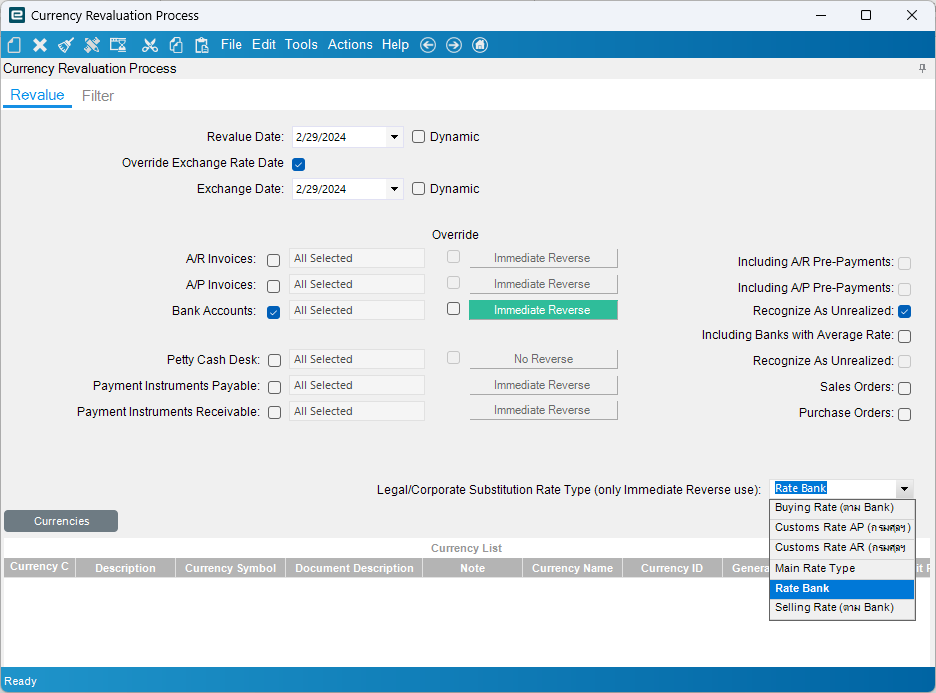 Currency Revaluation Process
File Edit Tools Actions Help
Currency Revaluation Process
Revalue Filter
Revalue Date: 2/29/2024 Dynamic
Override Exchange Rate Date
Exchange Date: 2/29/2024 Dynamic
Override
A/R Invoices: All Selected Immediate Reverse
Including A/R Pre-Payments:
A/P Invoices: All Selected Immediate Reverse
Including A/P Pre-Payments:
Bank Accounts: All Selected Immediate Reverse
Recognize As Unrealized:
Including Banks with Average Rate:
Petty Cash Desk: All Selected No Reverse
Recognize As Unrealized:
Payment Instruments Payable: All Selected Immediate Reverse
Sales Orders:
Payment Instruments Receivable: All Selected Immediate Reverse
Purchase Orders:
Legal/Corporate Substitution Rate Type (only Immediate Reverse use): Rate Bank
Buying Rate (ตาม Bank)
Customs Rate AP (กรมศุลฯ)
Customs Rate AR (กรมศุลฯ
Main Rate Type
Rate Bank
Selling Rate (ตาม Bank)
Currencies
Currency List
Currency C Description Currency Symbol Document Description Note Currency Name Currency ID Genera
Ready